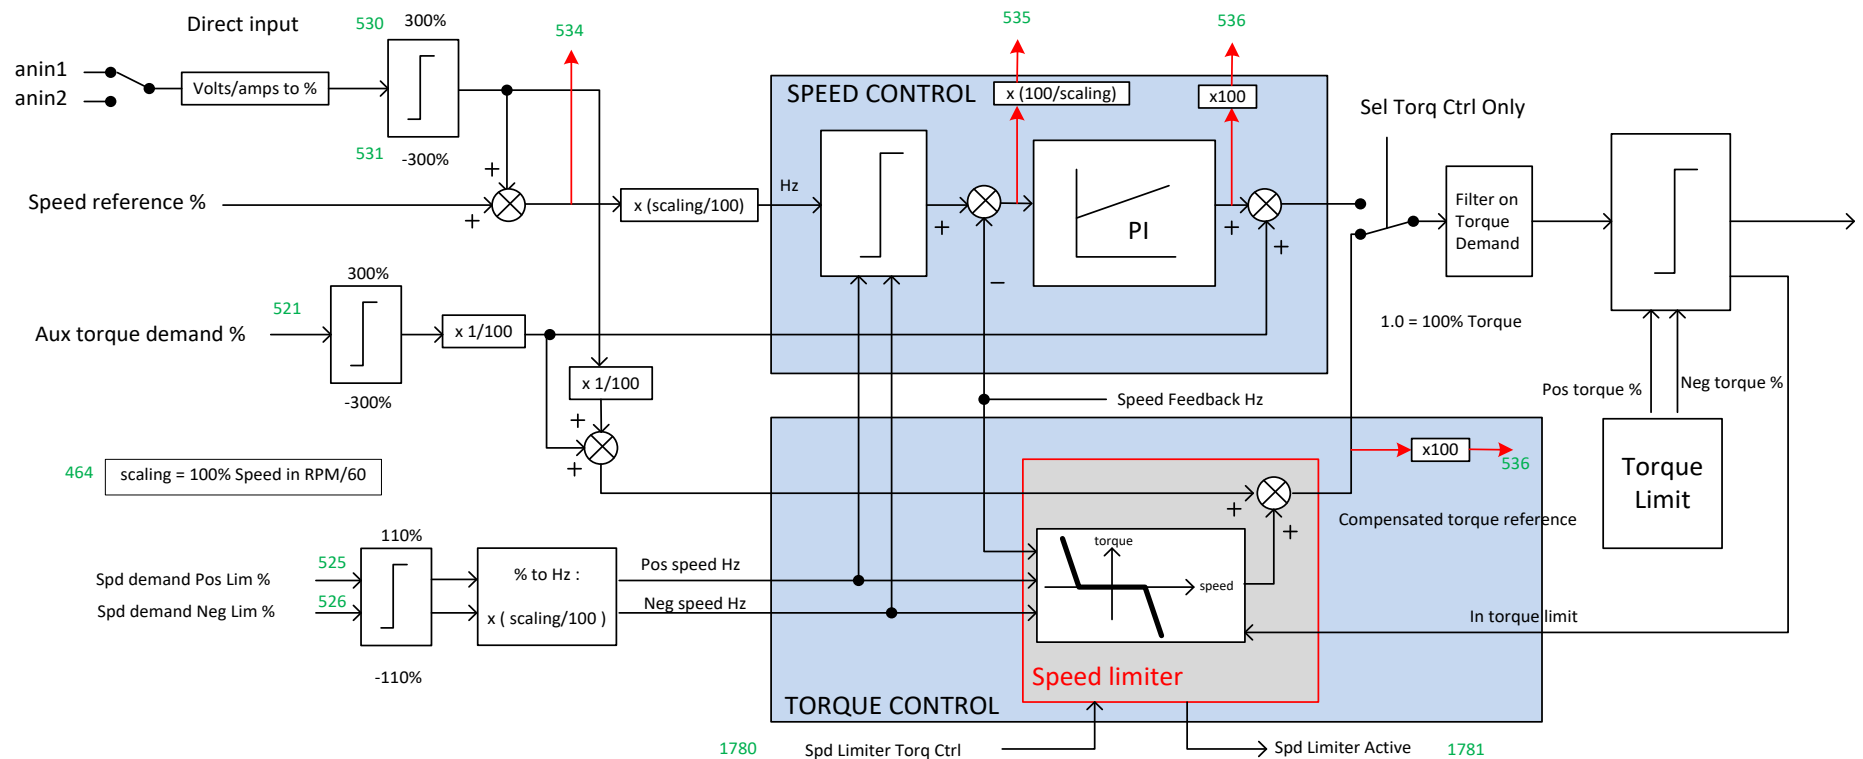 Direct input
530
300%
534
535
536
anin1
anin2
Volts/amps to %
SPEED CONTROL
x (100/scaling)
x100
Sel Torq Ctrl Only
531
-300%
+
Speed reference %
+
x (scaling/100)
Hz
+
−
PI
+
+
Filter on
Torque
Demand
300%
521
Aux torque demand %
x 1/100
-300%
1.0 = 100% Torque
x 1/100
Pos torque %
Neg torque %
Speed Feedback Hz
+
+
464
scaling = 100% Speed in RPM/60
x100
536
Torque
Limit
+
+
Compensated torque reference
110%
525
Spd demand Pos Lim %
526
Spd demand Neg Lim %
-110%
% to Hz :
x ( scaling/100 )
Pos speed Hz
Neg speed Hz
torque
speed
In torque limit
Speed limiter
TORQUE CONTROL
1780
Spd Limiter Torq Ctrl
Spd Limiter Active
1781